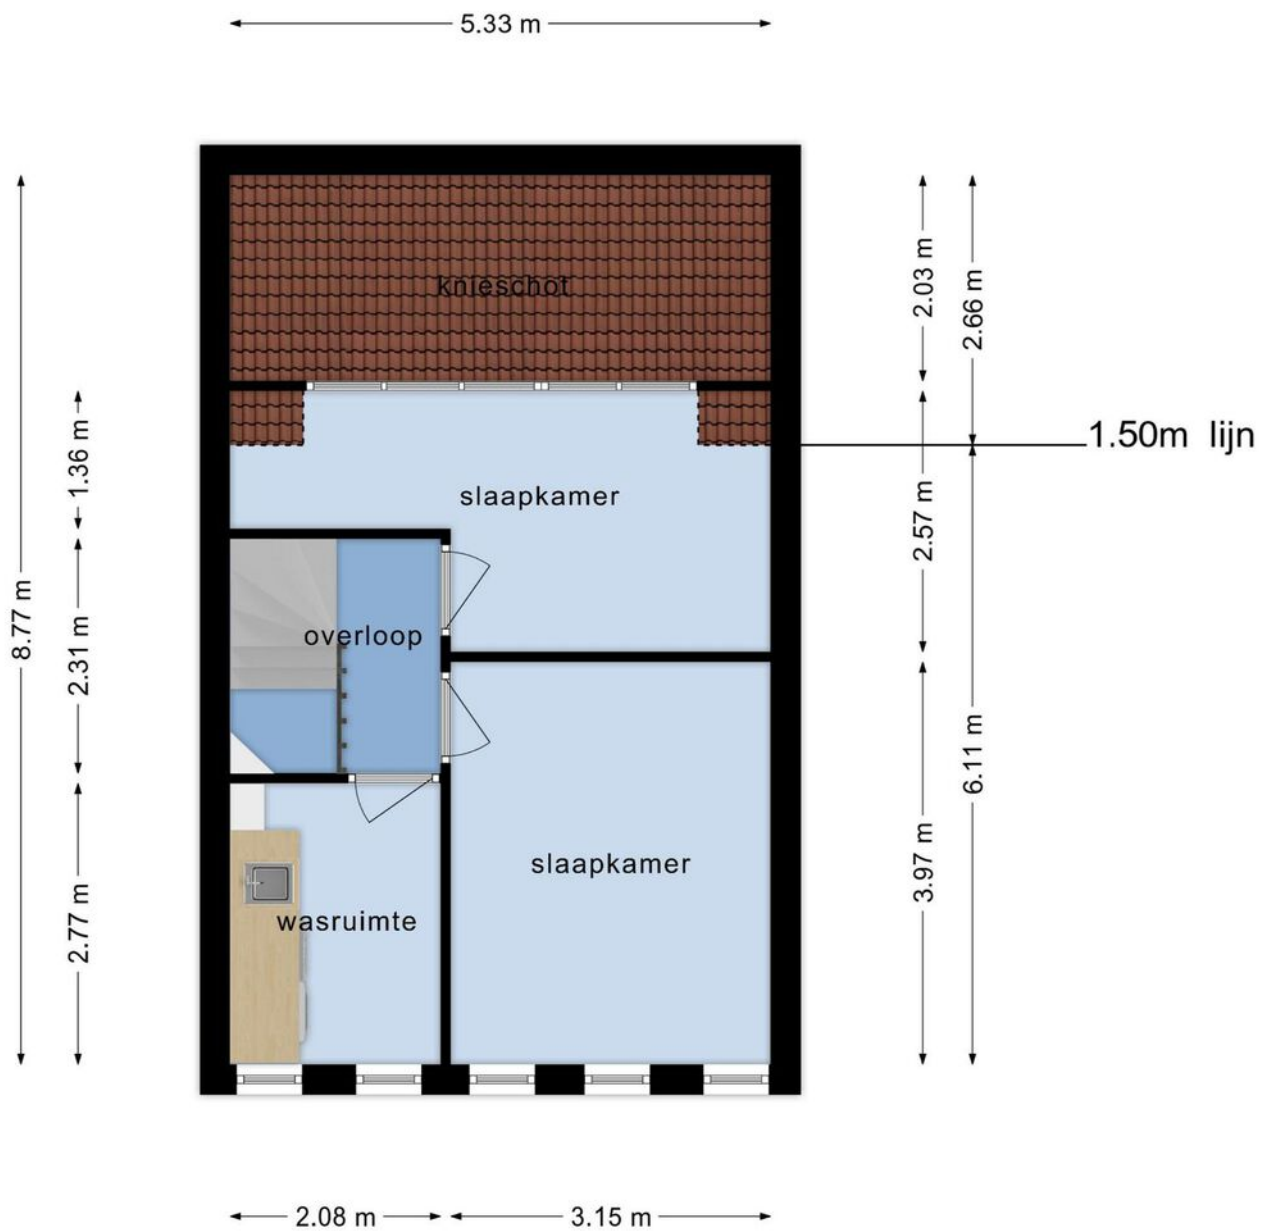 5.33 m
knieschot
2.03 m
2.66 m
1.50m lijn
1.36 m
slaapkamer
2.57 m
8.77 m
2.31 m
overloop
6.11 m
slaapkamer
3.97 m
2.77 m
wasruimte
2.08 m
3.15 m